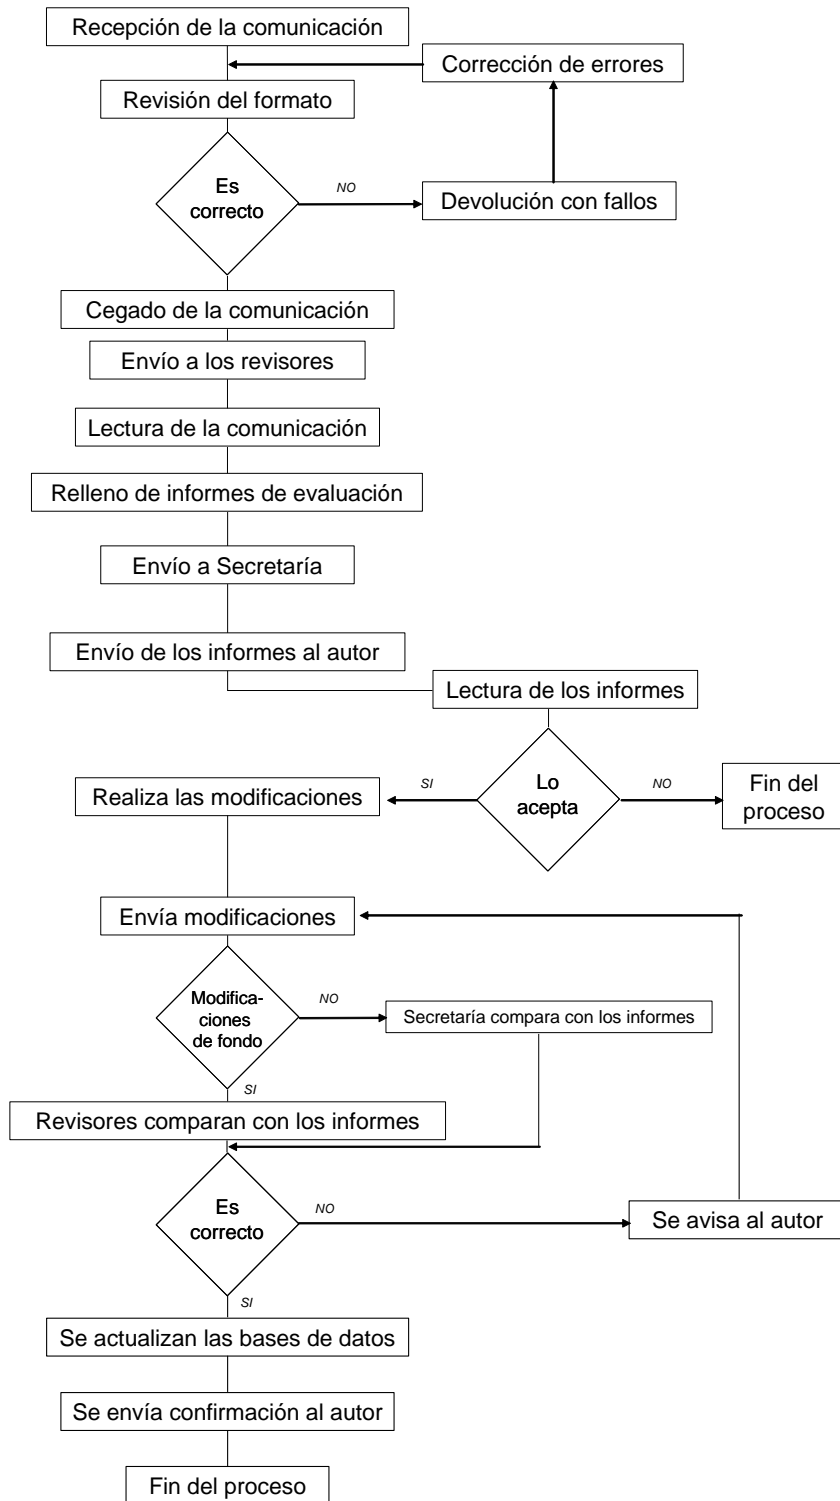 Recepción de la comunicación
Corrección de errores
Revisión del formato
Es
correcto
NO
Devolución con fallos
Cegado de la comunicación
Envío a los revisores
Lectura de la comunicación
Relleno de informes de evaluación
Envío a Secretaría
Envío de los informes al autor
Lectura de los informes
Realiza las modificaciones
SI
Lo
acepta
NO
Fin del
proceso
Envía modificaciones
Modifica-
ciones
de fondo
NO
Secretaría compara con los informes
SI
Revisores comparan con los informes
Es
correcto
NO
Se avisa al autor
SI
Se actualizan las bases de datos
Se envía confirmación al autor
Fin del proceso